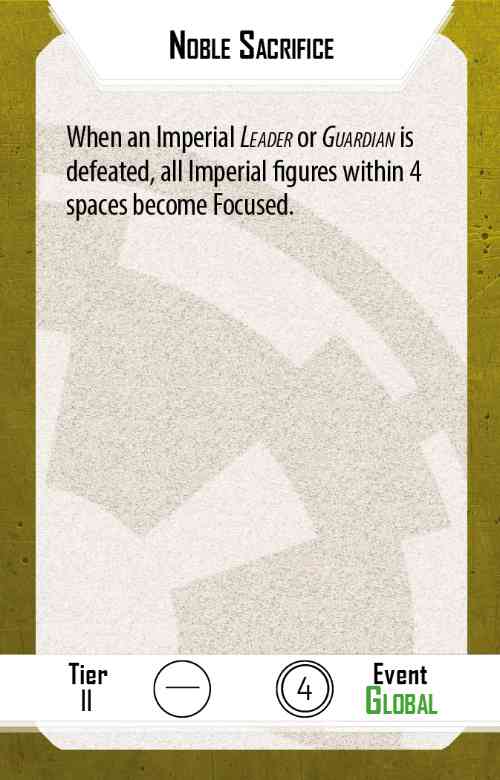 Noble Sacrifice
When an Imperial Leader or Guardian is
defeated, all Imperial figures within 4
spaces become Focused.
Tier
II
—
4
Event
Global